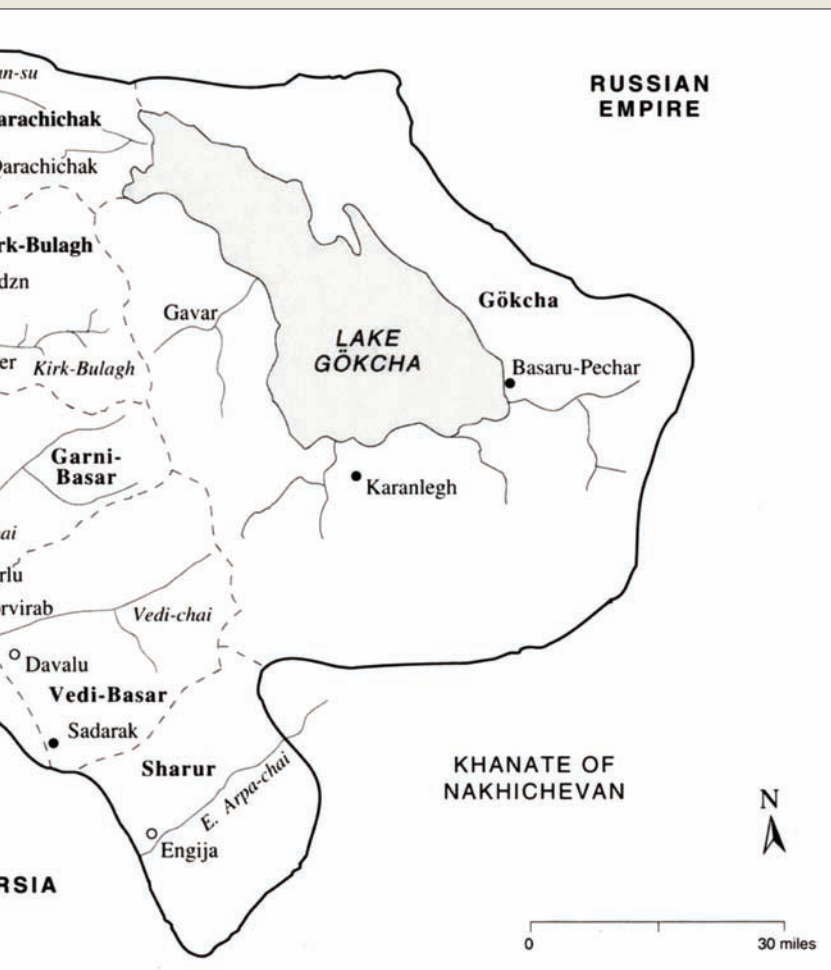 an-su
RUSSIAN
EMPIRE
arachichak
Darachichak
rk-Bulagh
dzn
Gökcha
Gavar
LAKE
GÖKCHA
er Kirk-Bulagh
Basaru-Pechar
Garni-
Basar
Karanlegh
ai
rlu
rvirab
Vedi-chai
Davalu
Vedi-Basar
Sadarak
Sharur
KHANATE OF
NAKHICHEVAN
E. Arpa-chai
N
Engija
RSIA
0 30 miles